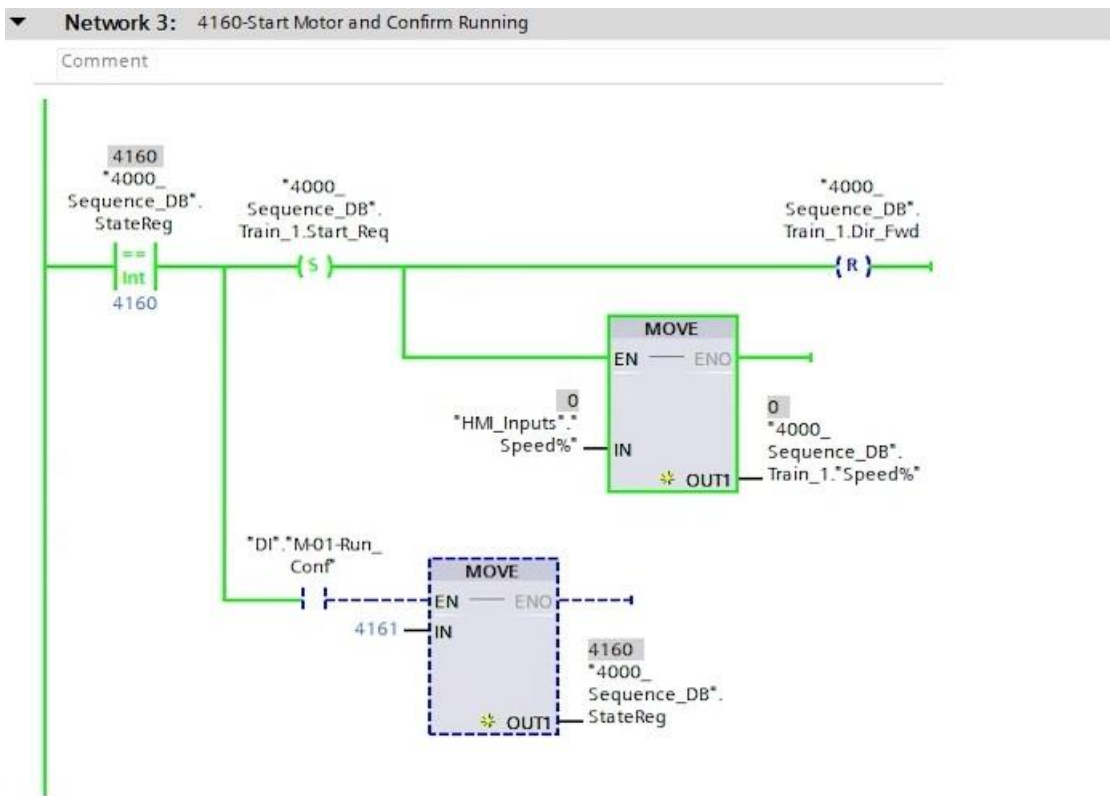 Network 3: 4160-Start Motor and Confirm Running
Comment
4160
"4000_
Sequence_DB".
StateReg
==
Int
4160
"4000_
Sequence_DB".
Train_1.Start_Req
S
"4000_
Sequence_DB".
Train_1.Dir_Fwd
R
MOVE
EN
ENO
0
"HMI_Inputs"."
Speed%"
IN
OUT1
0
"4000_
Sequence_DB".
Train_1."Speed%"
"DI"."M-01-Run_
Conf"
MOVE
EN
ENO
4161
IN
OUT1
4160
"4000_
Sequence_DB".
StateReg